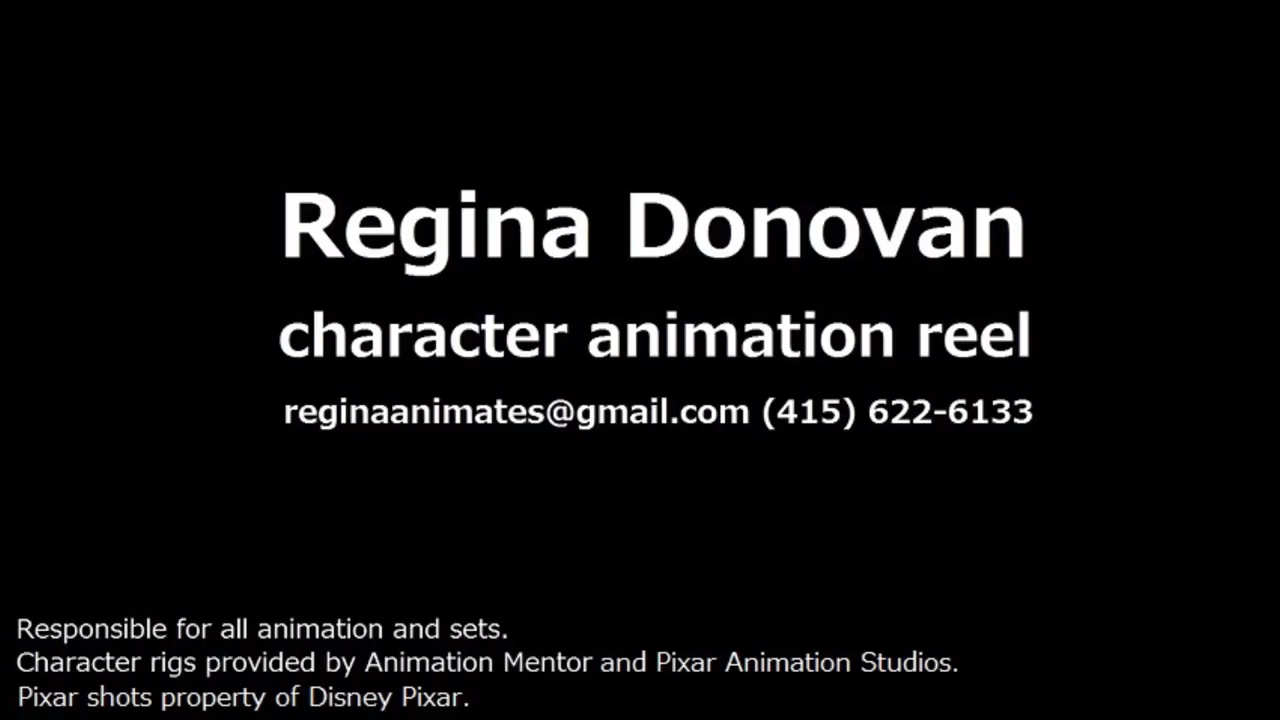 Regina Donovan
character animation reel
reginaanimates@gmail.com (415) 622-6133
Responsible for all animation and sets.
Character rigs provided by Animation Mentor and Pixar Animation Studios.
Pixar shots property of Disney Pixar.